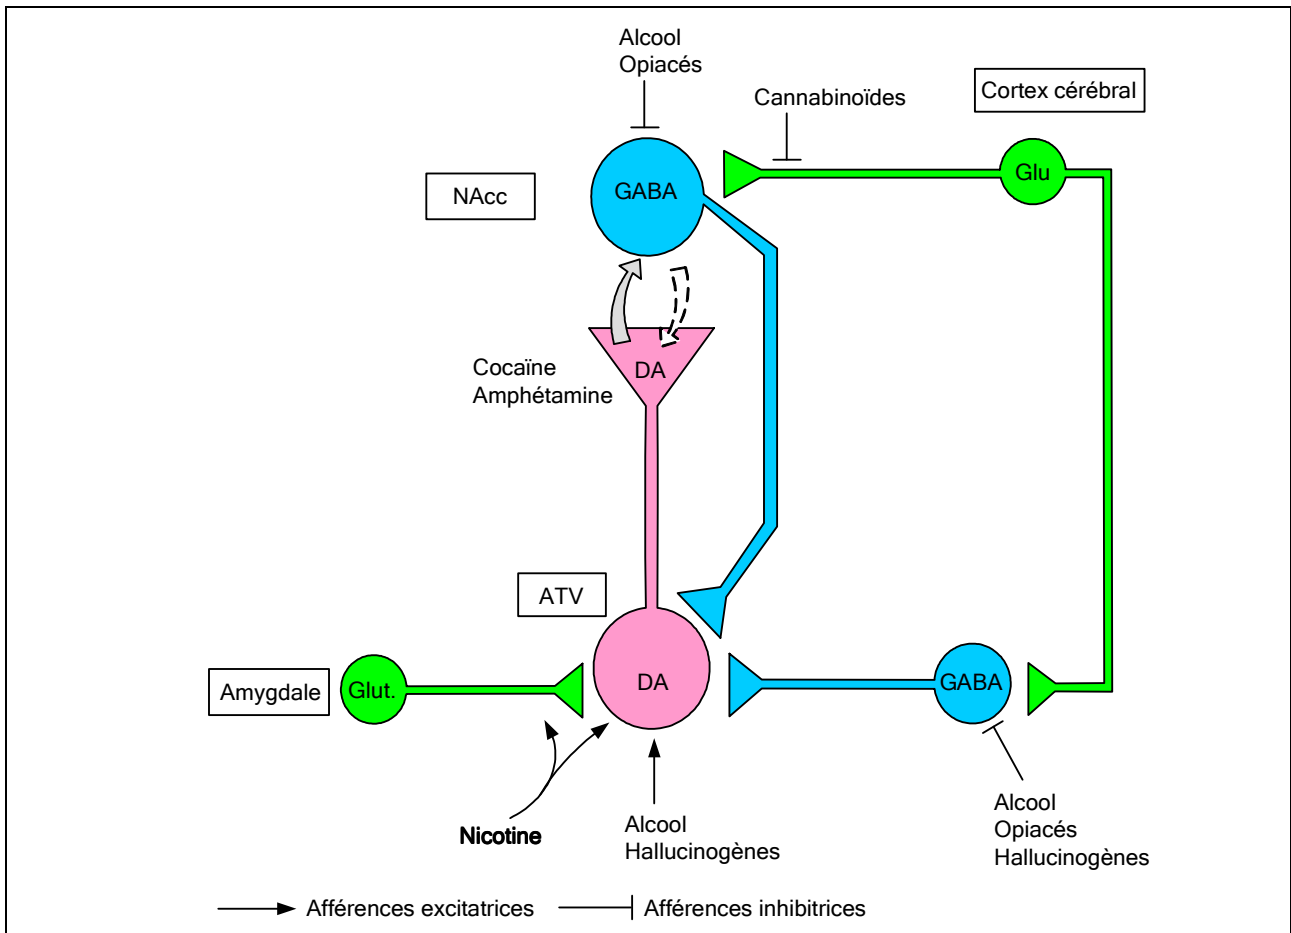 Alcool
Opiacés
Cannabinoïdes
Cortex cérébral
Glu
GABA
NAcc
Cocaïne
Amphétamine
DA
ATV
Amygdale
Glut.
DA
GABA
Nicotine
Alcool
Hallucinogènes
Alcool
Opiacés
Hallucinogènes
Afférences excitatrices
Afférences inhibitrices